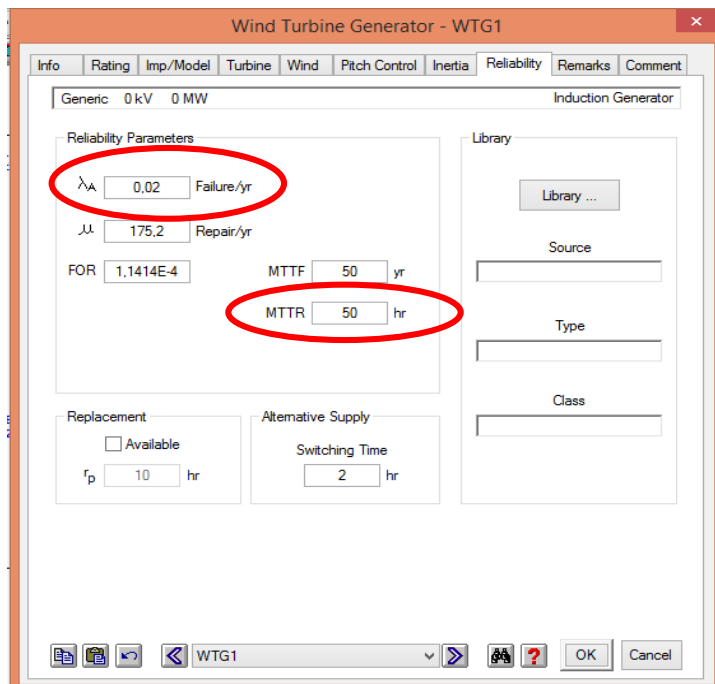 Wind Turbine Generator - WTG1
Info Rating Imp/Model Turbine Wind Pitch Control Inertia Reliability Remarks Comment
Generic 0 kV 0 MW Induction Generator
Reliability Parameters
λA 0,02 Failure/yr
μ 175,2 Repair/yr
FOR 1,1414E-4 MTTF 50 yr
MTTR 50 hr
Library
Library ...
Source
Type
Class
Replacement
Available
rp 10 hr
Alternative Supply
Switching Time
2 hr
WTG1 ? OK Cancel